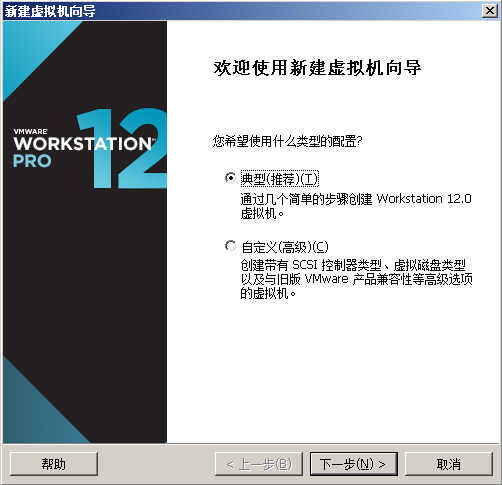 新建虚拟机向导
VMWARE
WORKSTATION™
PRO
12
欢迎使用新建虚拟机向导
您希望使用什么类型的配置?
典型(推荐)(T)
通过几个简单的步骤创建 Workstation 12.0
虚拟机。
自定义(高级)(C)
创建带有 SCSI 控制器类型、虚拟磁盘类型
以及与旧版 VMware 产品兼容性等高级选项
的虚拟机。
帮助
< 上一步(B)
下一步(N) >
取消